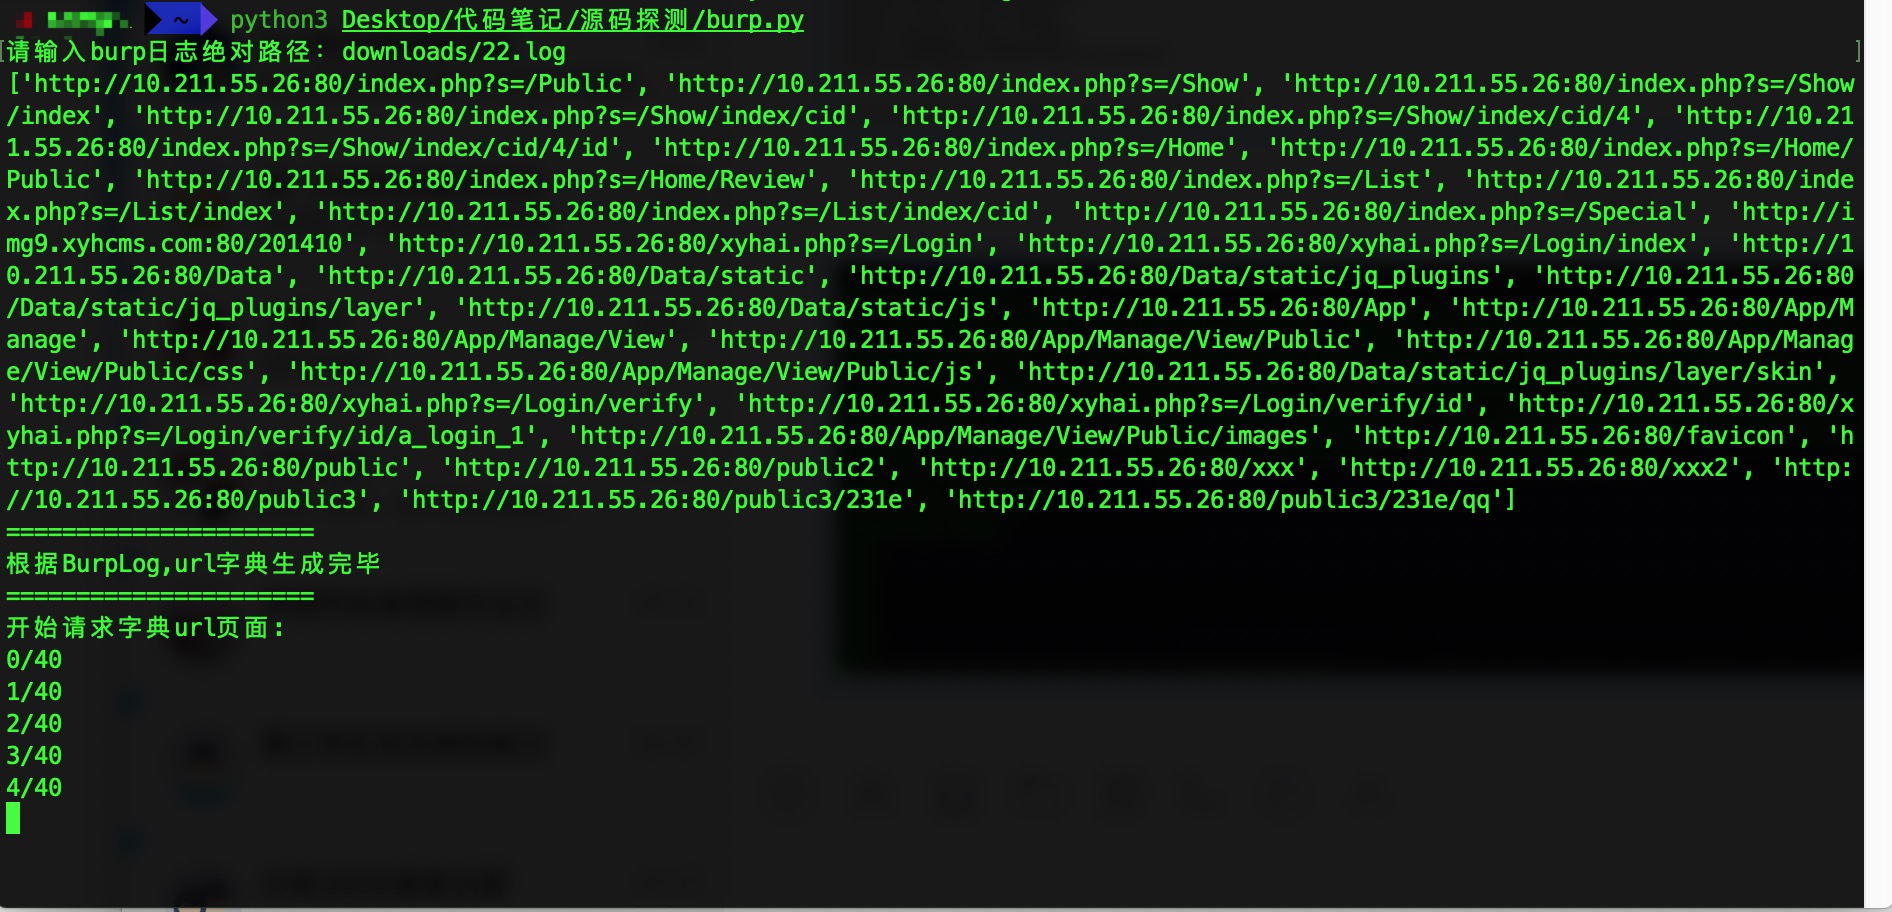 ~ python3 Desktop/代码笔记/源码探测/burp.py
[请输入burp日志绝对路径：downloads/22.log ]
['http://10.211.55.26:80/index.php?s=/Public', 'http://10.211.55.26:80/index.php?s=/Show', 'http://10.211.55.26:80/index.php?s=/Show
/index', 'http://10.211.55.26:80/index.php?s=/Show/index/cid', 'http://10.211.55.26:80/index.php?s=/Show/index/cid/4', 'http://10.21
1.55.26:80/index.php?s=/Show/index/cid/4/id', 'http://10.211.55.26:80/index.php?s=/Home', 'http://10.211.55.26:80/index.php?s=/Home/
Public', 'http://10.211.55.26:80/index.php?s=/Home/Review', 'http://10.211.55.26:80/index.php?s=/List', 'http://10.211.55.26:80/inde
x.php?s=/List/index', 'http://10.211.55.26:80/index.php?s=/List/index/cid', 'http://10.211.55.26:80/index.php?s=/Special', 'http://i
mg9.xyhcms.com:80/201410', 'http://10.211.55.26:80/xyhai.php?s=/Login', 'http://10.211.55.26:80/xyhai.php?s=/Login/index', 'http://1
0.211.55.26:80/Data', 'http://10.211.55.26:80/Data/static', 'http://10.211.55.26:80/Data/static/jq_plugins', 'http://10.211.55.26:80
/Data/static/jq_plugins/layer', 'http://10.211.55.26:80/Data/static/js', 'http://10.211.55.26:80/App', 'http://10.211.55.26:80/App/M
anage', 'http://10.211.55.26:80/App/Manage/View', 'http://10.211.55.26:80/App/Manage/View/Public', 'http://10.211.55.26:80/App/Manag
e/View/Public/css', 'http://10.211.55.26:80/App/Manage/View/Public/js', 'http://10.211.55.26:80/Data/static/jq_plugins/layer/skin',
'http://10.211.55.26:80/xyhai.php?s=/Login/verify', 'http://10.211.55.26:80/xyhai.php?s=/Login/verify/id', 'http://10.211.55.26:80/x
yhai.php?s=/Login/verify/id/a_login_1', 'http://10.211.55.26:80/App/Manage/View/Public/images', 'http://10.211.55.26:80/favicon', 'h
ttp://10.211.55.26:80/public', 'http://10.211.55.26:80/public2', 'http://10.211.55.26:80/xxx', 'http://10.211.55.26:80/xxx2', 'http:
//10.211.55.26:80/public3', 'http://10.211.55.26:80/public3/231e', 'http://10.211.55.26:80/public3/231e/qq']
======================
根据BurpLog,url字典生成完毕
======================
开始请求字典url页面：
0/40
1/40
2/40
3/40
4/40